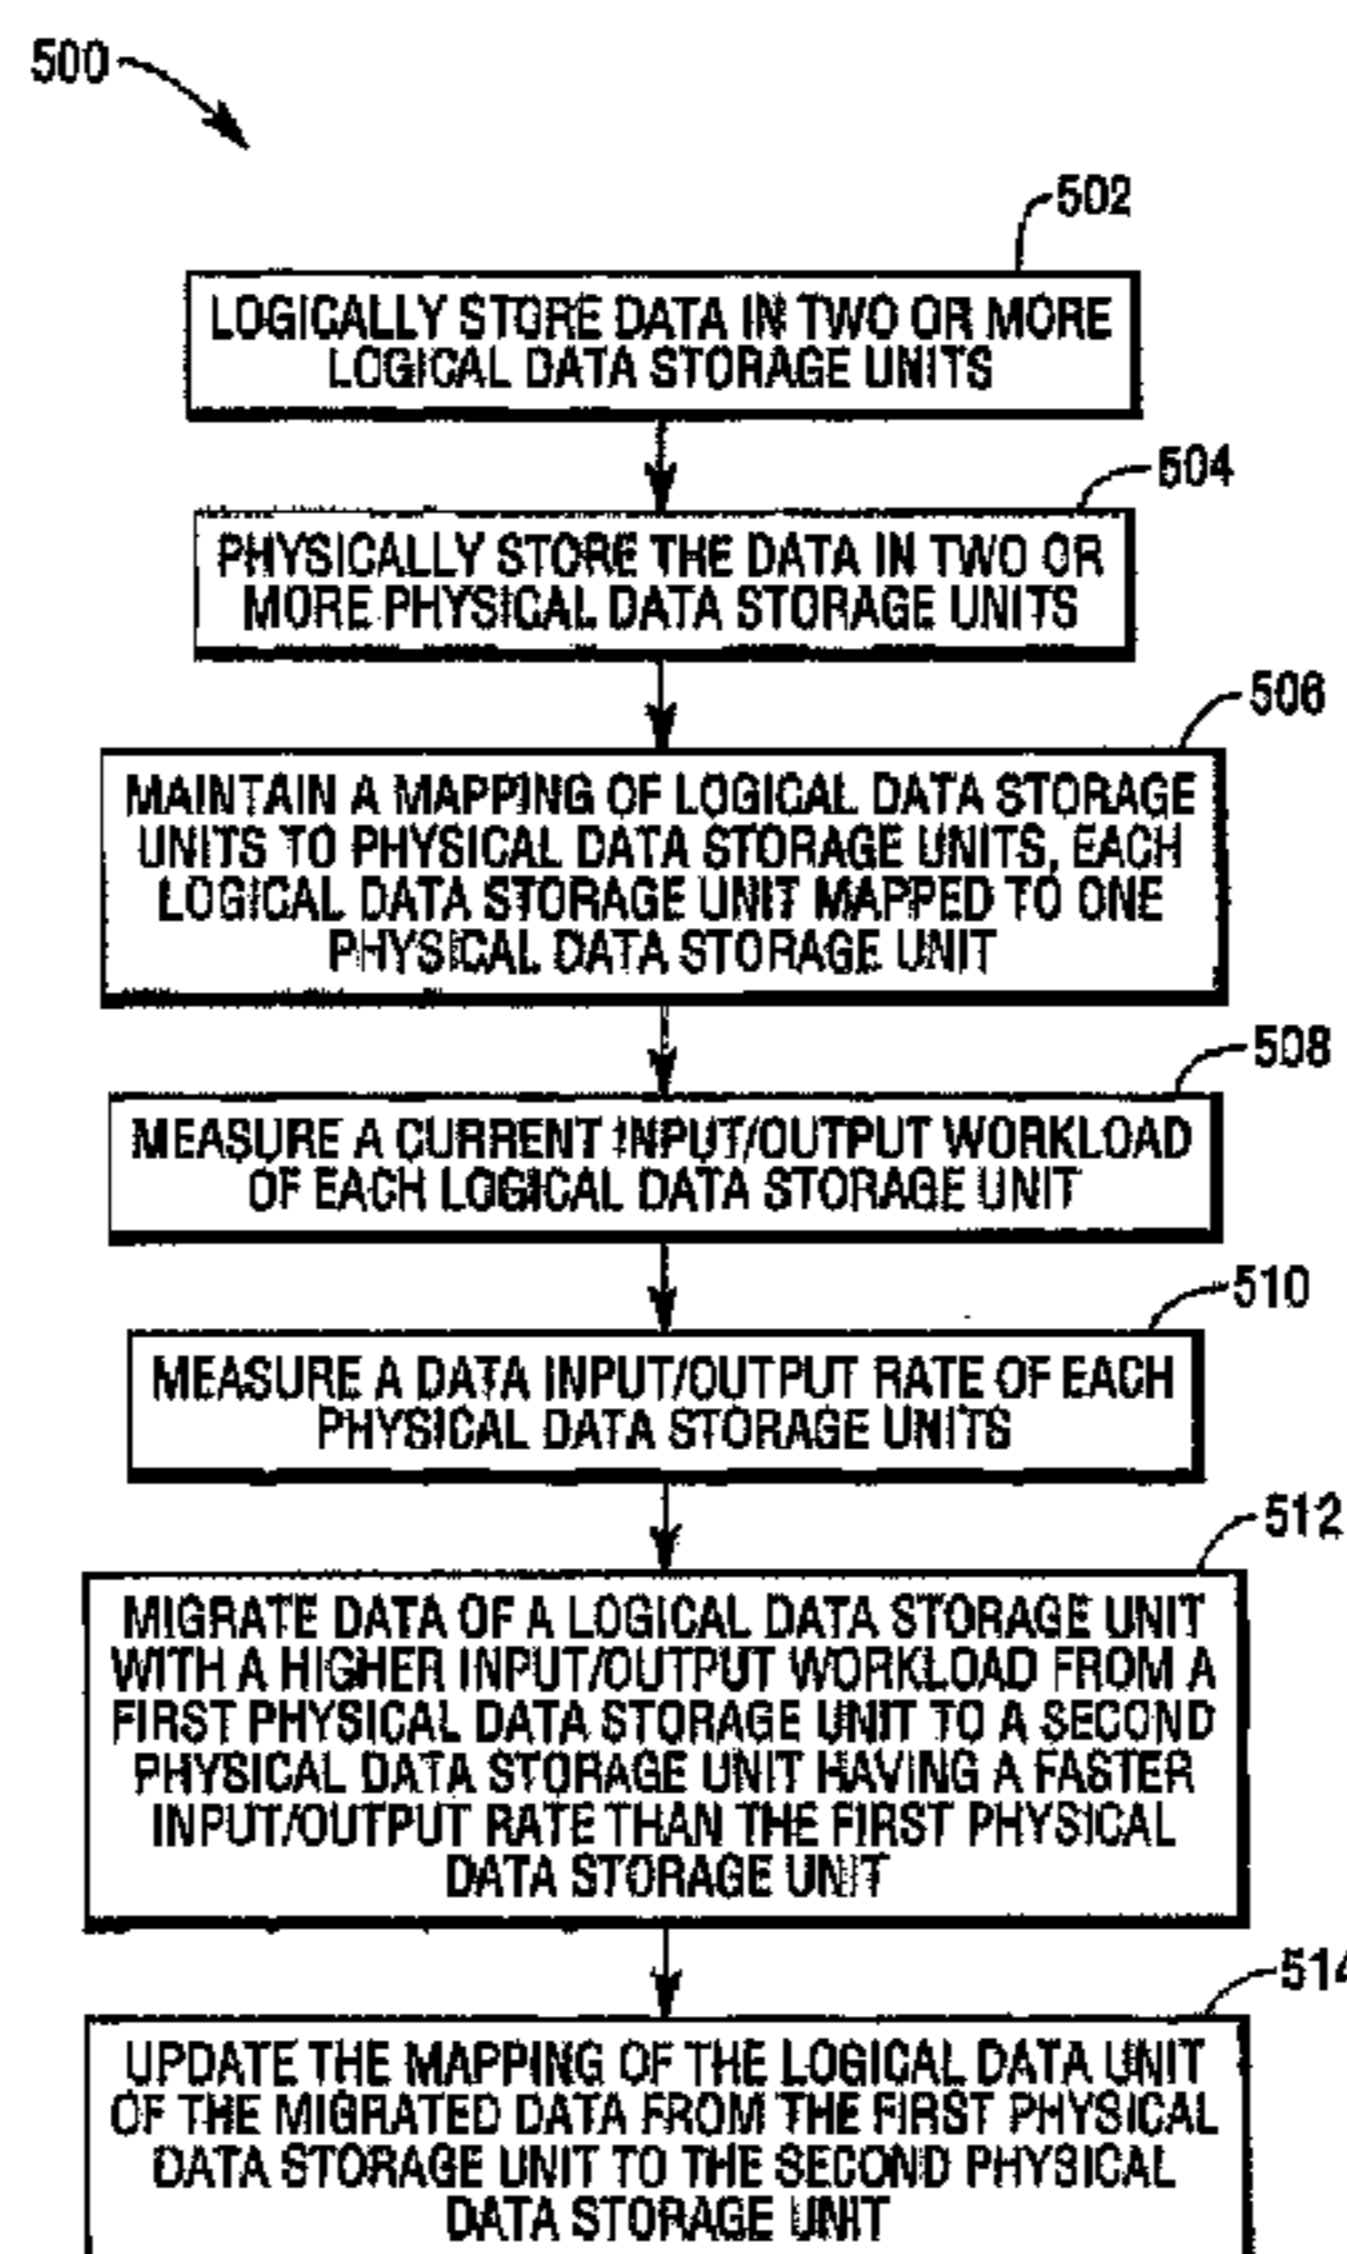 500
502
LOGICALLY STORE DATA IN TWO OR MORE
LOGICAL DATA STORAGE UNITS
504
PHYSICALLY STORE THE DATA IN TWO OR
MORE PHYSICAL DATA STORAGE UNITS
506
MAINTAIN A MAPPING OF LOGICAL DATA STORAGE
UNITS TO PHYSICAL DATA STORAGE UNITS, EACH
LOGICAL DATA STORAGE UNIT MAPPED TO ONE
PHYSICAL DATA STORAGE UNIT
508
MEASURE A CURRENT INPUT/OUTPUT WORKLOAD
OF EACH LOGICAL DATA STORAGE UNIT
510
MEASURE A DATA INPUT/OUTPUT RATE OF EACH
PHYSICAL DATA STORAGE UNITS
512
MIGRATE DATA OF A LOGICAL DATA STORAGE UNIT
WITH A HIGHER INPUT/OUTPUT WORKLOAD FROM A
FIRST PHYSICAL DATA STORAGE UNIT TO A SECOND
PHYSICAL DATA STORAGE UNIT HAVING A FASTER
INPUT/OUTPUT RATE THAN THE FIRST PHYSICAL
DATA STORAGE UNIT
514
UPDATE THE MAPPING OF THE LOGICAL DATA UNIT
OF THE MIGRATED DATA FROM THE FIRST PHYSICAL
DATA STORAGE UNIT TO THE SECOND PHYSICAL
DATA STORAGE UNIT